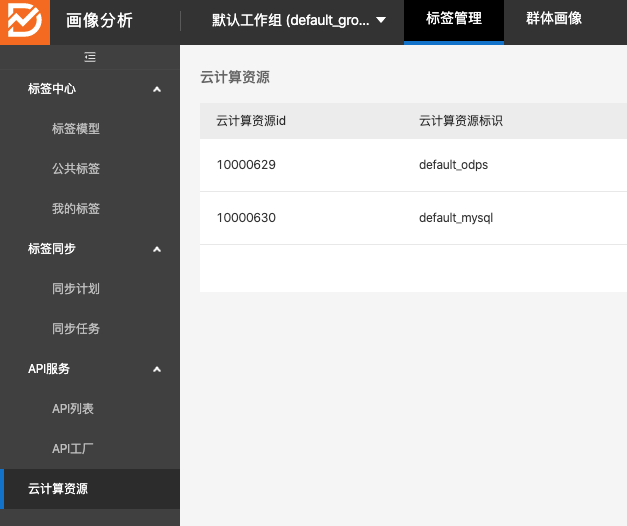 画像分析
默认工作组 (default_gro...
标签管理
群体画像
标签中心
标签模型
公共标签
我的标签
标签同步
同步计划
同步任务
API服务
API列表
API工厂
云计算资源
云计算资源
云计算资源id 云计算资源标识
10000629 default_odps
10000630 default_mysql